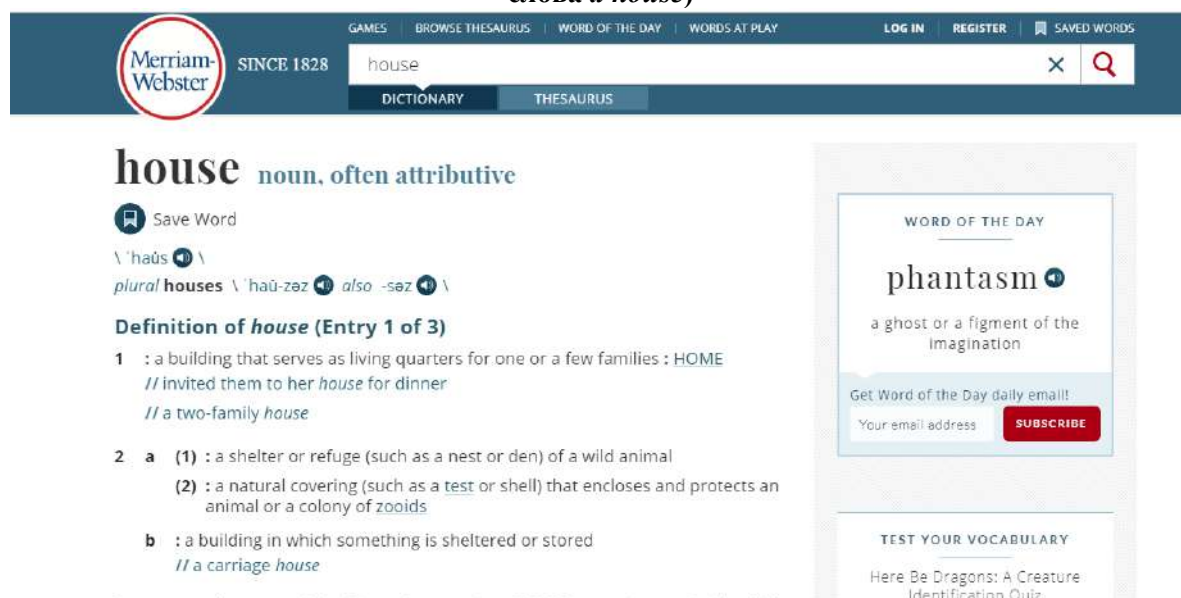 слова a house)
GAMES BROWSE THESAURUS WORD OF THE DAY WORDS AT PLAY LOG IN REGISTER SAVED WORDS
Merriam-
Webster
SINCE 1828
house
DICTIONARY THESAURUS
house noun, often attributive
Save Word
\ ˈhau̇s \
plural houses \ ˈhau̇-zəz also -səz \
Definition of house (Entry 1 of 3)
1 : a building that serves as living quarters for one or a few families : HOME
// invited them to her house for dinner
// a two-family house
2 a (1) : a shelter or refuge (such as a nest or den) of a wild animal
(2) : a natural covering (such as a test or shell) that encloses and protects an
animal or a colony of zooids
b : a building in which something is sheltered or stored
// a carriage house
WORD OF THE DAY
phantasm
a ghost or a figment of the
imagination
Get Word of the Day daily email!
Your email address SUBSCRIBE
TEST YOUR VOCABULARY
Here Be Dragons: A Creature
Identification Quiz